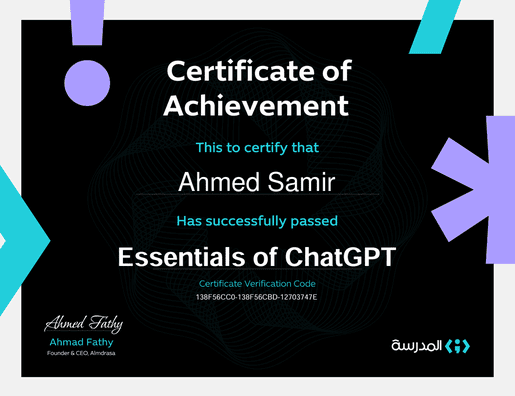 Certificate of
Achievement
This to certify that
Ahmed Samir
Has successfully passed
Essentials of ChatGPT
Certificate Verification Code
138F56CC0-138F56CBD-12703747E
Ahmed Fathy
Ahmad Fathy
Founder & CEO, Almdrasa
المدرسة